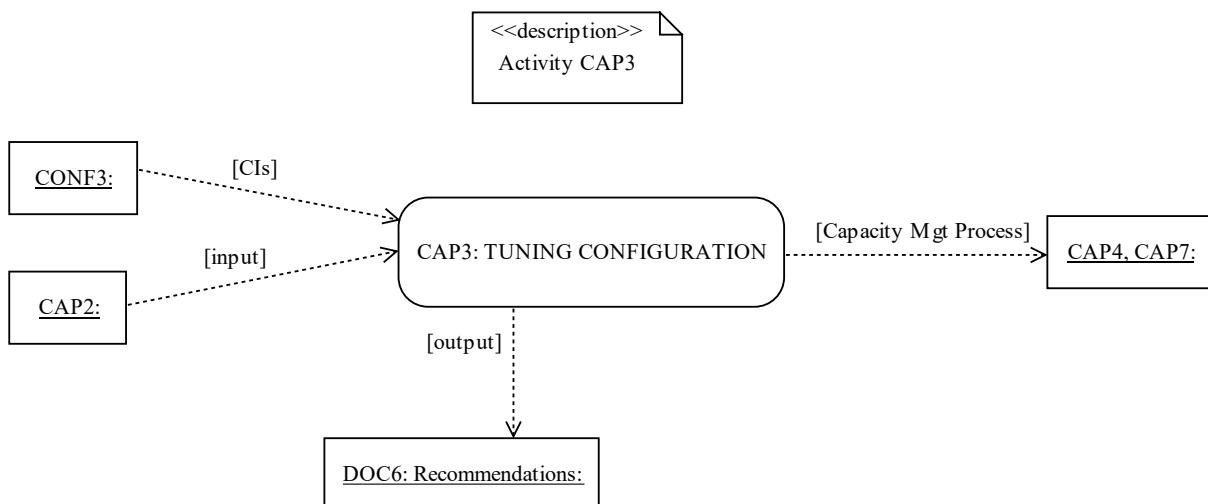 <<description>>
Activity CAP3
CONF3:
[CIs]
CAP3: TUNING CONFIGURATION
[Capacity Mgt Process]
CAP4, CAP7:
[input]
CAP2:
[output]
DOC6: Recommendations: